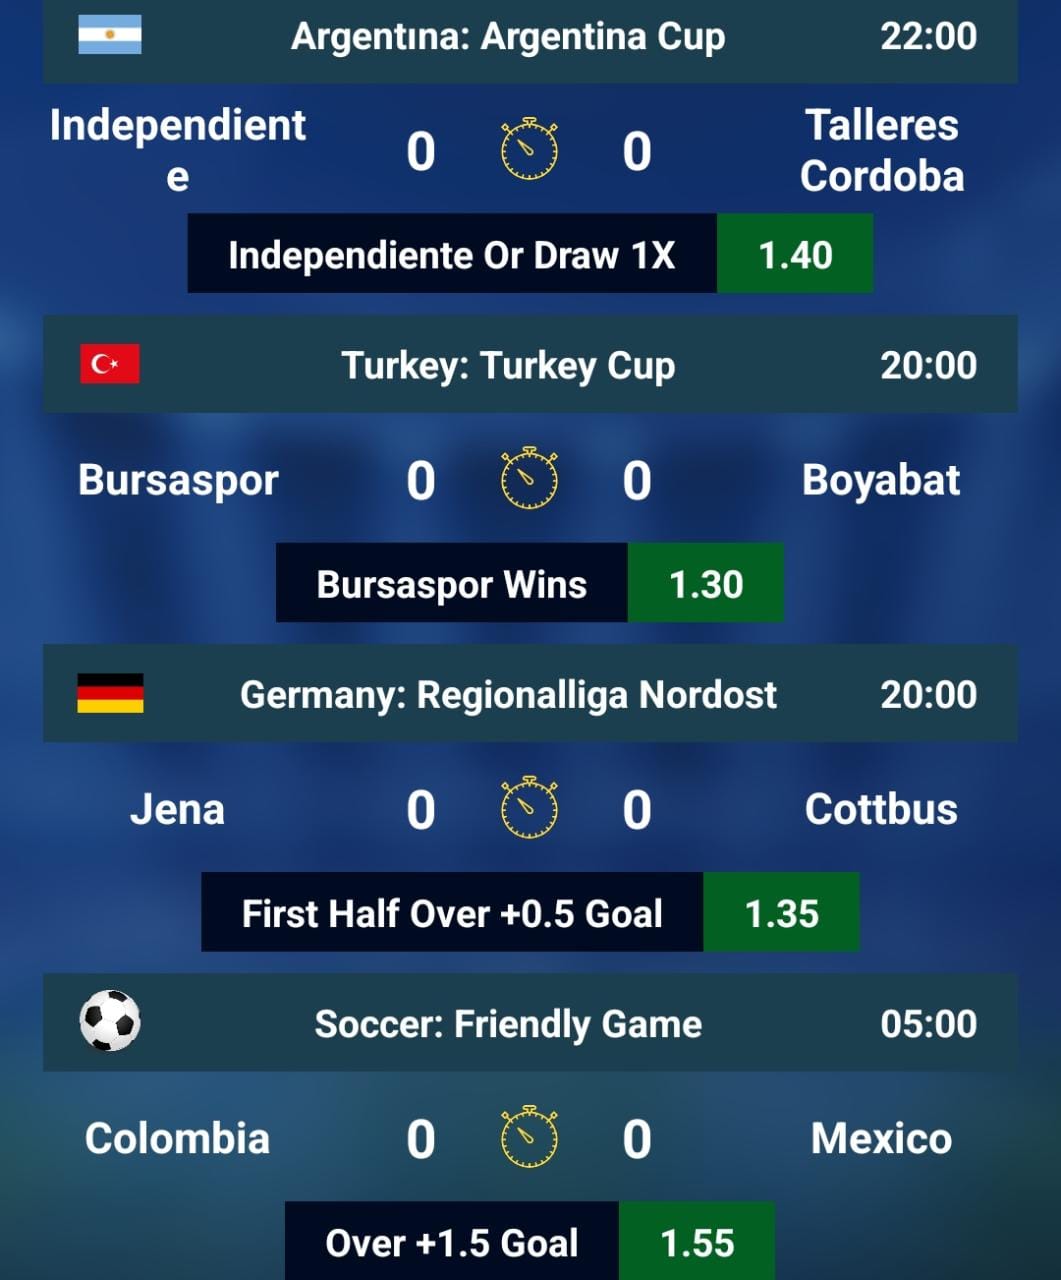 Argentına: Argentina Cup 22:00
Independient
e
0 0
Talleres
Cordoba
Independiente Or Draw 1X 1.40
Turkey: Turkey Cup 20:00
Bursaspor 0 0 Boyabat
Bursaspor Wins 1.30
Germany: Regionalliga Nordost 20:00
Jena 0 0 Cottbus
First Half Over +0.5 Goal 1.35
Soccer: Friendly Game 05:00
Colombia 0 0 Mexico
Over +1.5 Goal 1.55